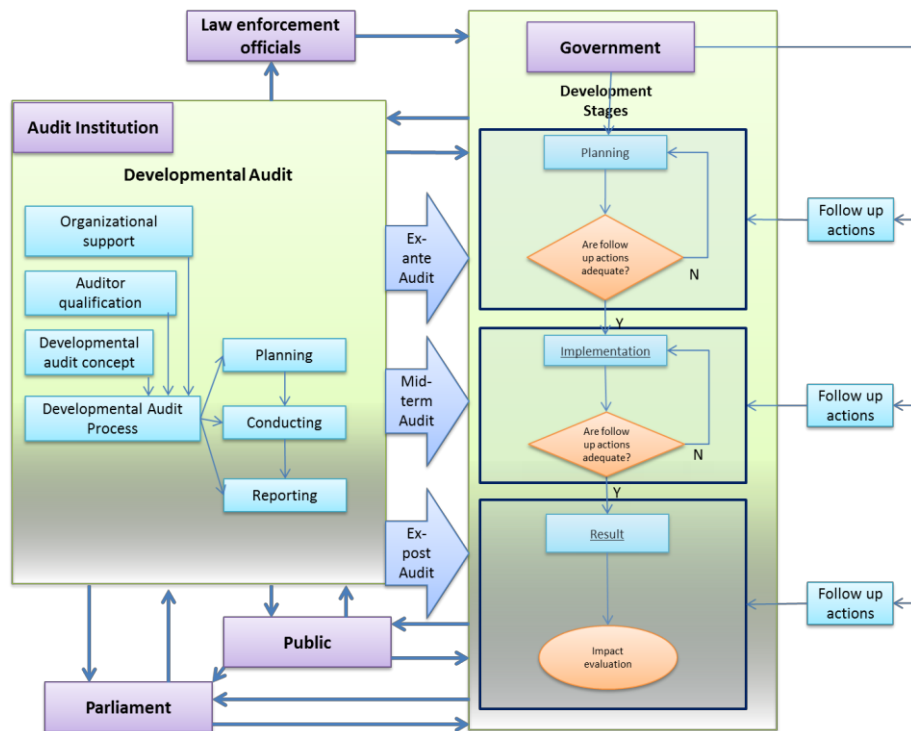 Law enforcement
officials
Government
Development
Stages
Audit Institution
Developmental Audit
Organizational
support
Auditor
qualification
Developmental
audit concept
Developmental Audit
Process
Planning
Conducting
Reporting
Ex-
ante
Audit
Mid-
term
Audit
Ex-
post
Audit
Planning
Are follow
up actions
adequate?
N
Y
Implementation
Are follow
up actions
adequate?
N
Y
Result
Impact
evaluation
Follow up
actions
Follow up
actions
Follow up
actions
Public
Parliament